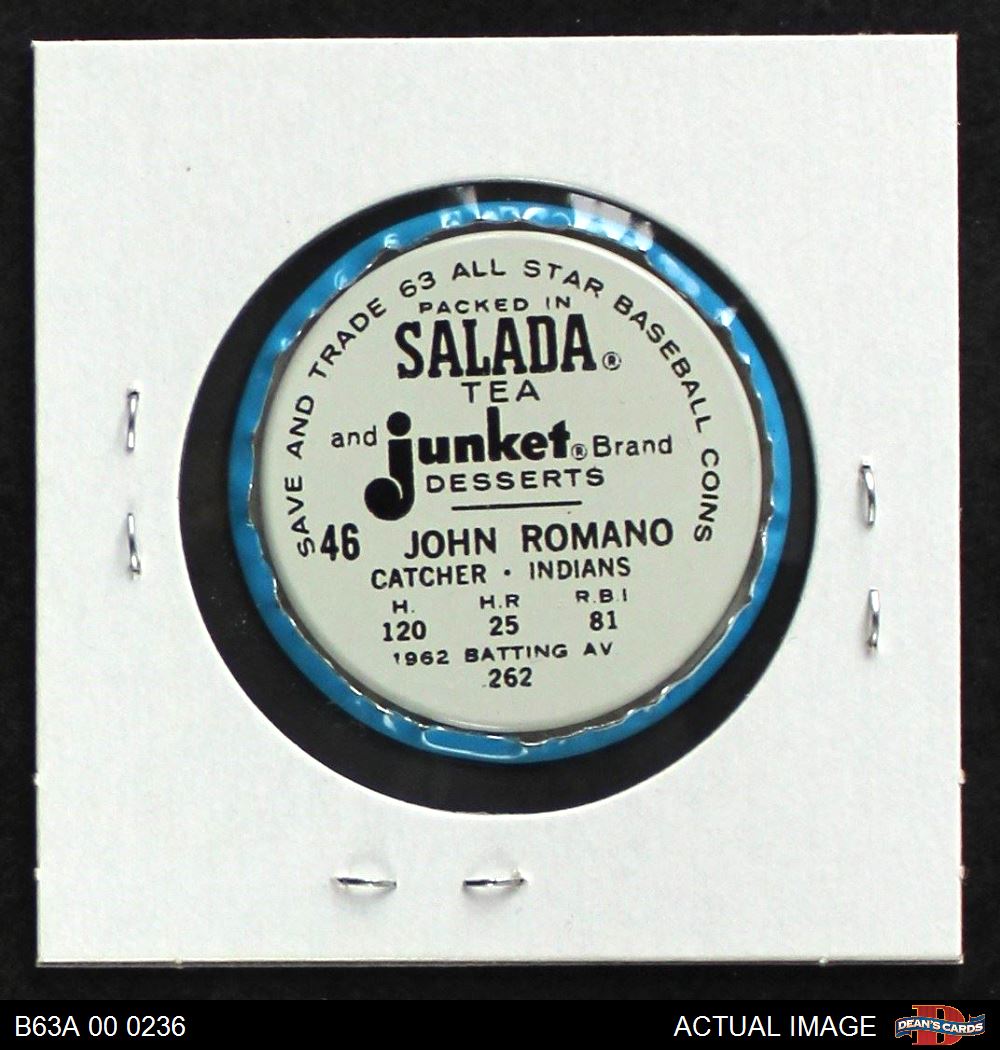 SAVE AND TRADE 63 ALL STAR BASEBALL COINS
PACKED IN
SALADA®
TEA
and junket® Brand
DESSERTS
46 JOHN ROMANO
CATCHER · INDIANS
H. H.R R.B.I
120 25 81
1962 BATTING AV
.262
B63A 00 0236
ACTUAL IMAGE
D
DEAN'S CARDS